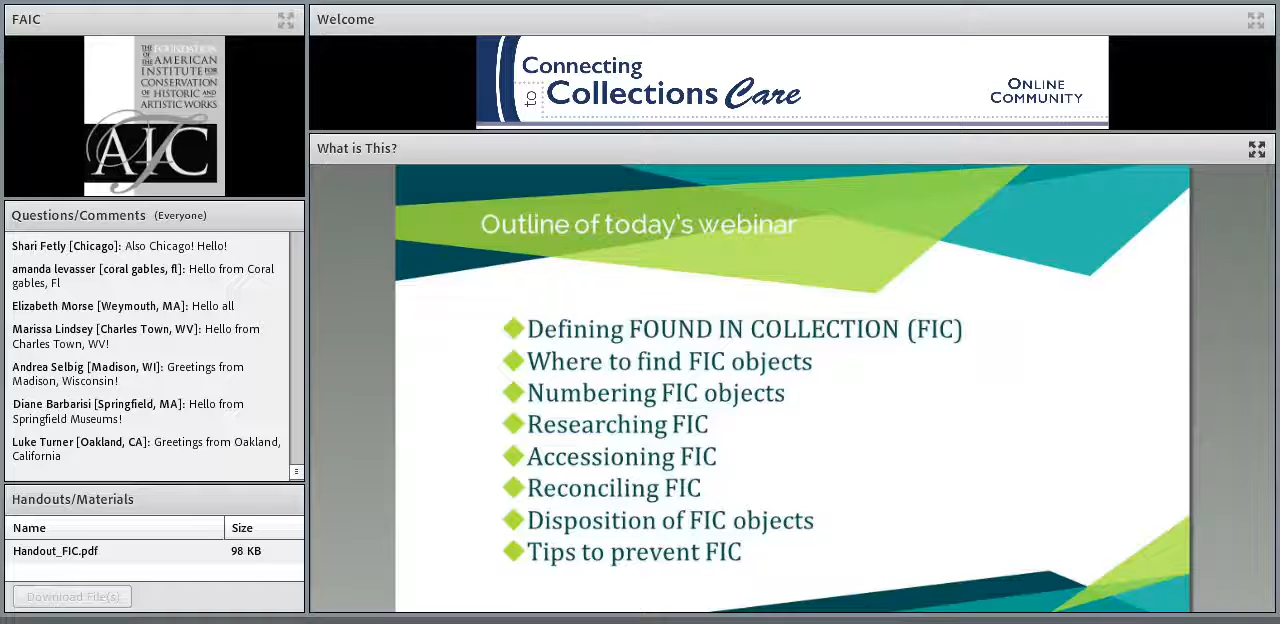 FAIC
THE FOUNDATION
OF THE AMERICAN
INSTITUTE FOR
CONSERVATION
OF HISTORIC AND
ARTISTIC WORKS
AIC
Questions/Comments (Everyone)
Shari Fetly [Chicago]: Also Chicago! Hello!
amanda levasser [coral gables, fl]: Hello from Coral
gables, Fl
Elizabeth Morse [Weymouth, MA]: Hello all
Marissa Lindsey [Charles Town, WV]: Hello from
Charles Town, WV!
Andrea Selbig [Madison, WI]: Greetings from
Madison, Wisconsin!
Diane Barbarisi [Springfield, MA]: Hello from
Springfield Museums!
Luke Turner [Oakland, CA]: Greetings from Oakland,
California
Handouts/Materials
Name Size
Handout_FIC.pdf 98 KB
Download File(s)
Welcome
Connecting
to Collections Care
ONLINE
COMMUNITY
What is This?
Outline of today's webinar
Defining FOUND IN COLLECTION (FIC)
Where to find FIC objects
Numbering FIC objects
Researching FIC
Accessioning FIC
Reconciling FIC
Disposition of FIC objects
Tips to prevent FIC